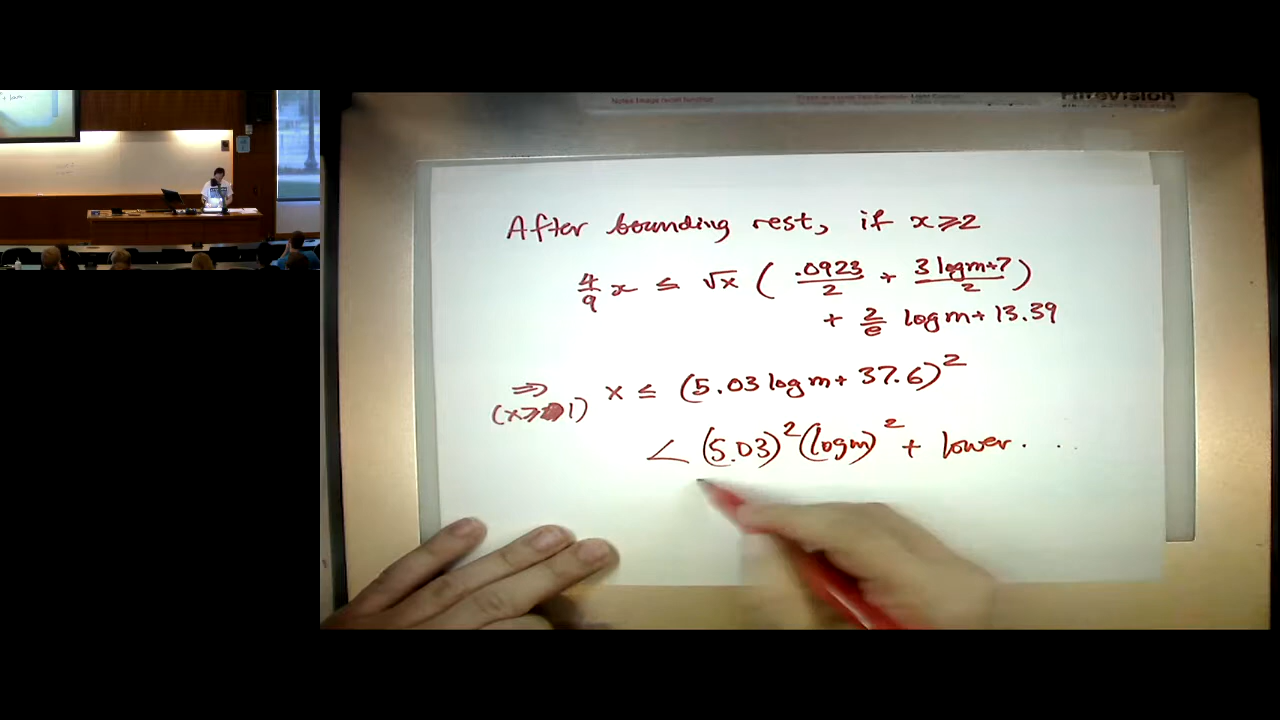 After bounding rest, if x ≥ 2
4/9 x ≤ √x ( .0923/2 + 3 log m + 7/2 )
+ 2/e log m + 13.39
⇒ x ≤ (5.03 log m + 37.6)²
(x ≥ 1)
< (5.03)² (log m)² + lower . . .